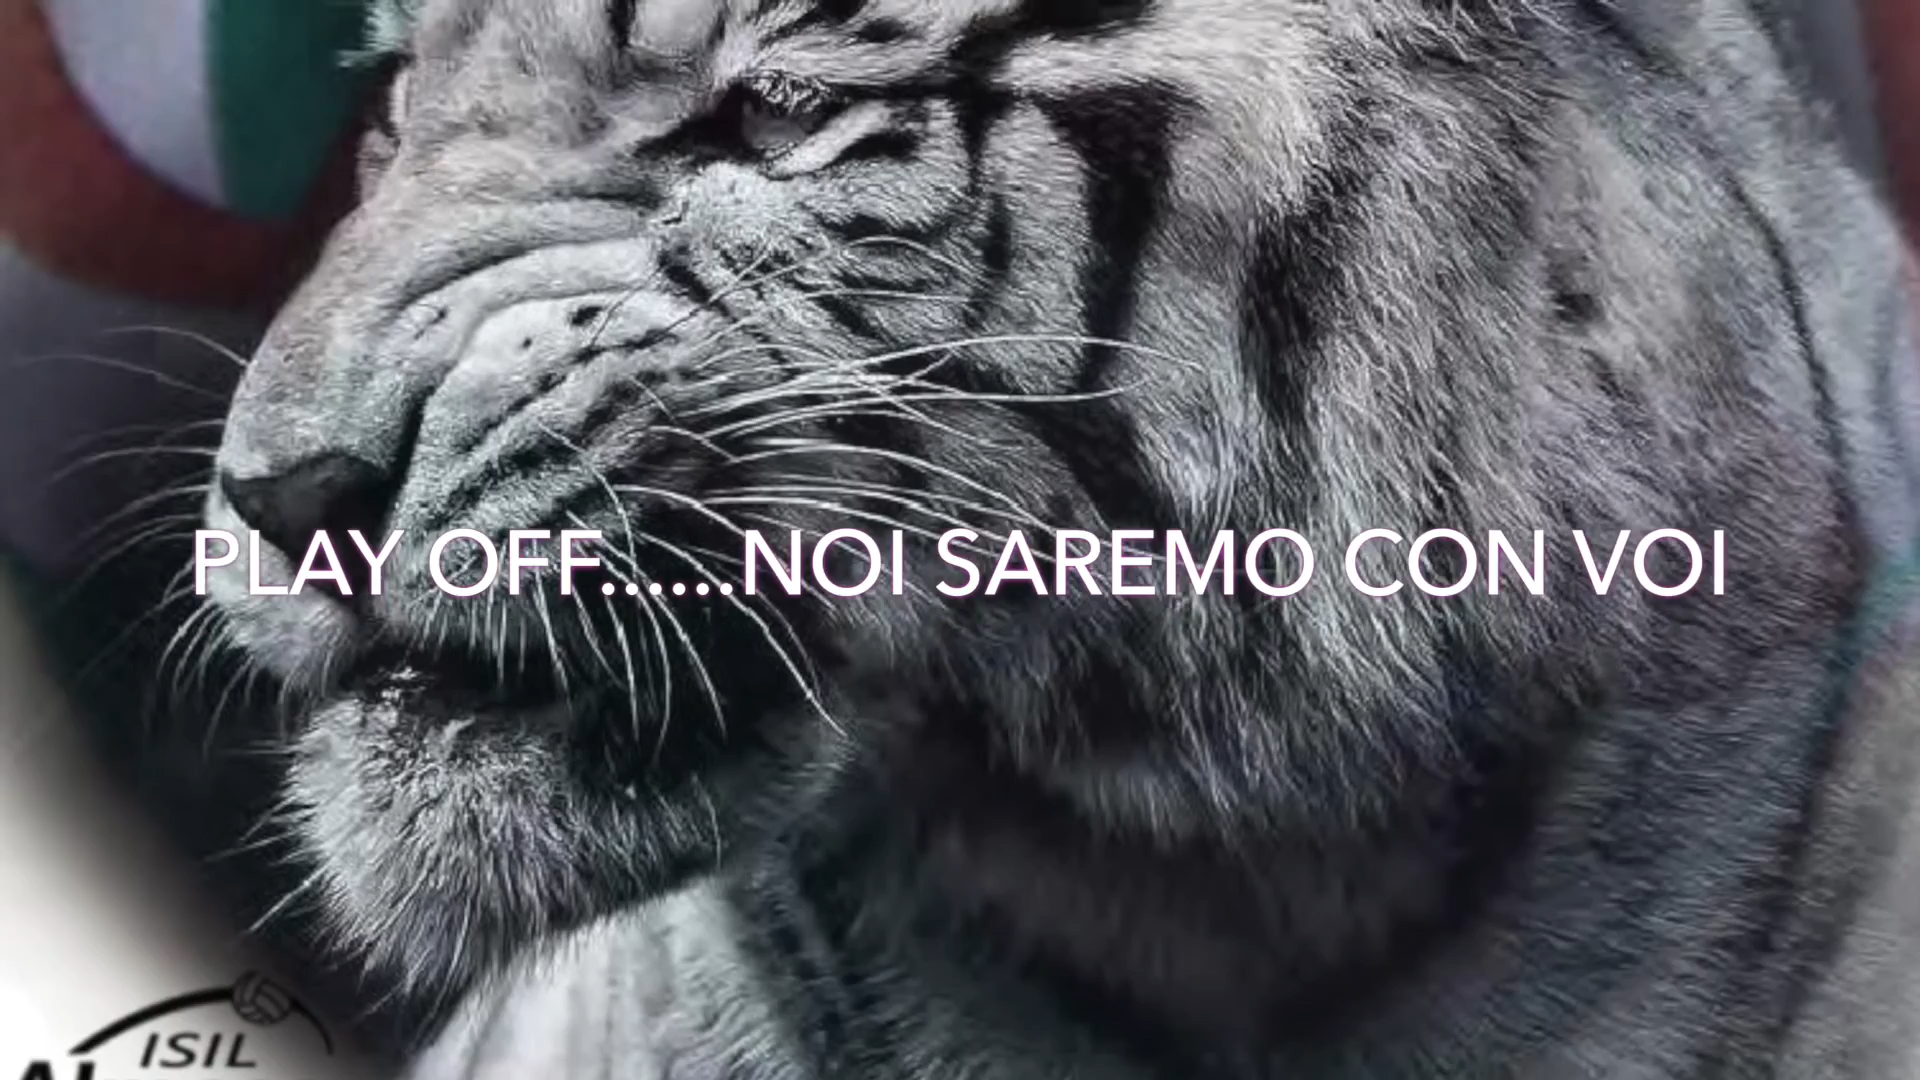 PLAY OFF......NOI SAREMO CON VOI
ISIL